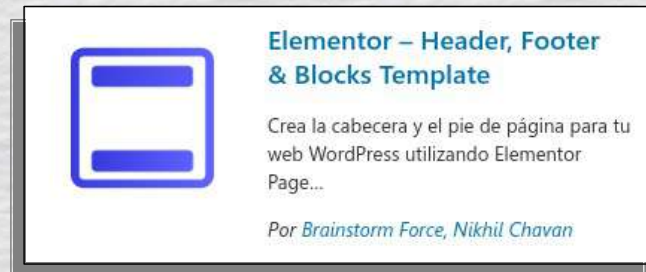 Elementor – Header, Footer
& Blocks Template
Crea la cabecera y el pie de página para tu
web WordPress utilizando Elementor
Page...
Por Brainstorm Force, Nikhil Chavan